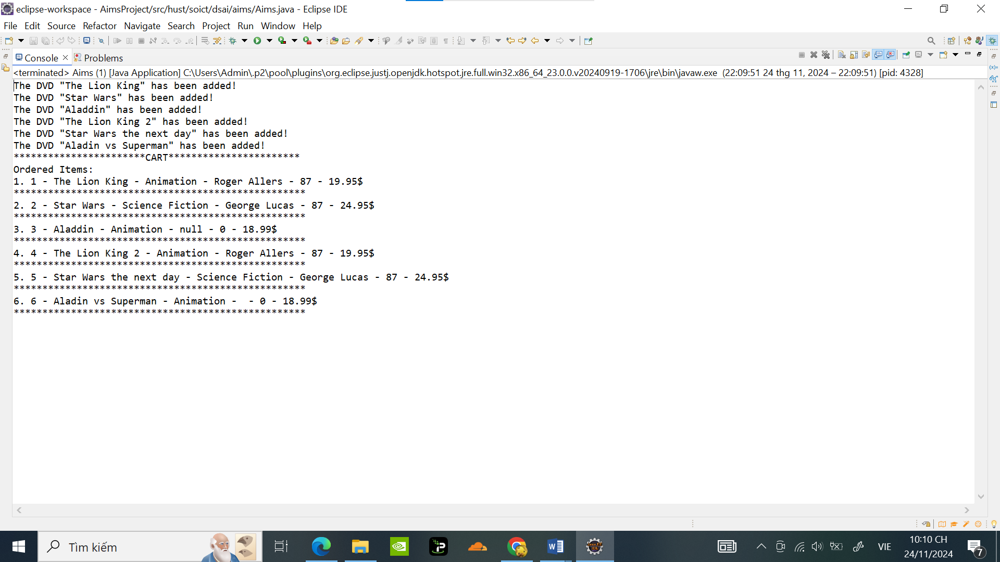 eclipse-workspace - AimsProject/src/hust/soict/dsai/aims/Aims.java - Eclipse IDE
File Edit Source Refactor Navigate Search Project Run Window Help
Console Problems
<terminated> Aims (1) [Java Application] C:\Users\Admin\.p2\pool\plugins\org.eclipse.justj.openjdk.hotspot.jre.full.win32.x86_64_23.0.0.v20240919-1706\jre\bin\javaw.exe (22:09:51 24 thg 11, 2024 – 22:09:51) [pid: 4328]
The DVD "The Lion King" has been added!
The DVD "Star Wars" has been added!
The DVD "Aladdin" has been added!
The DVD "The Lion King 2" has been added!
The DVD "Star Wars the next day" has been added!
The DVD "Aladin vs Superman" has been added!
***********************CART***********************
Ordered Items:
1. 1 - The Lion King - Animation - Roger Allers - 87 - 19.95$
***************************************************
2. 2 - Star Wars - Science Fiction - George Lucas - 87 - 24.95$
***************************************************
3. 3 - Aladdin - Animation - null - 0 - 18.99$
***************************************************
4. 4 - The Lion King 2 - Animation - Roger Allers - 87 - 19.95$
***************************************************
5. 5 - Star Wars the next day - Science Fiction - George Lucas - 87 - 24.95$
***************************************************
6. 6 - Aladin vs Superman - Animation -  - 0 - 18.99$
***************************************************
Tìm kiếm
VIE
10:10 CH
24/11/2024
7